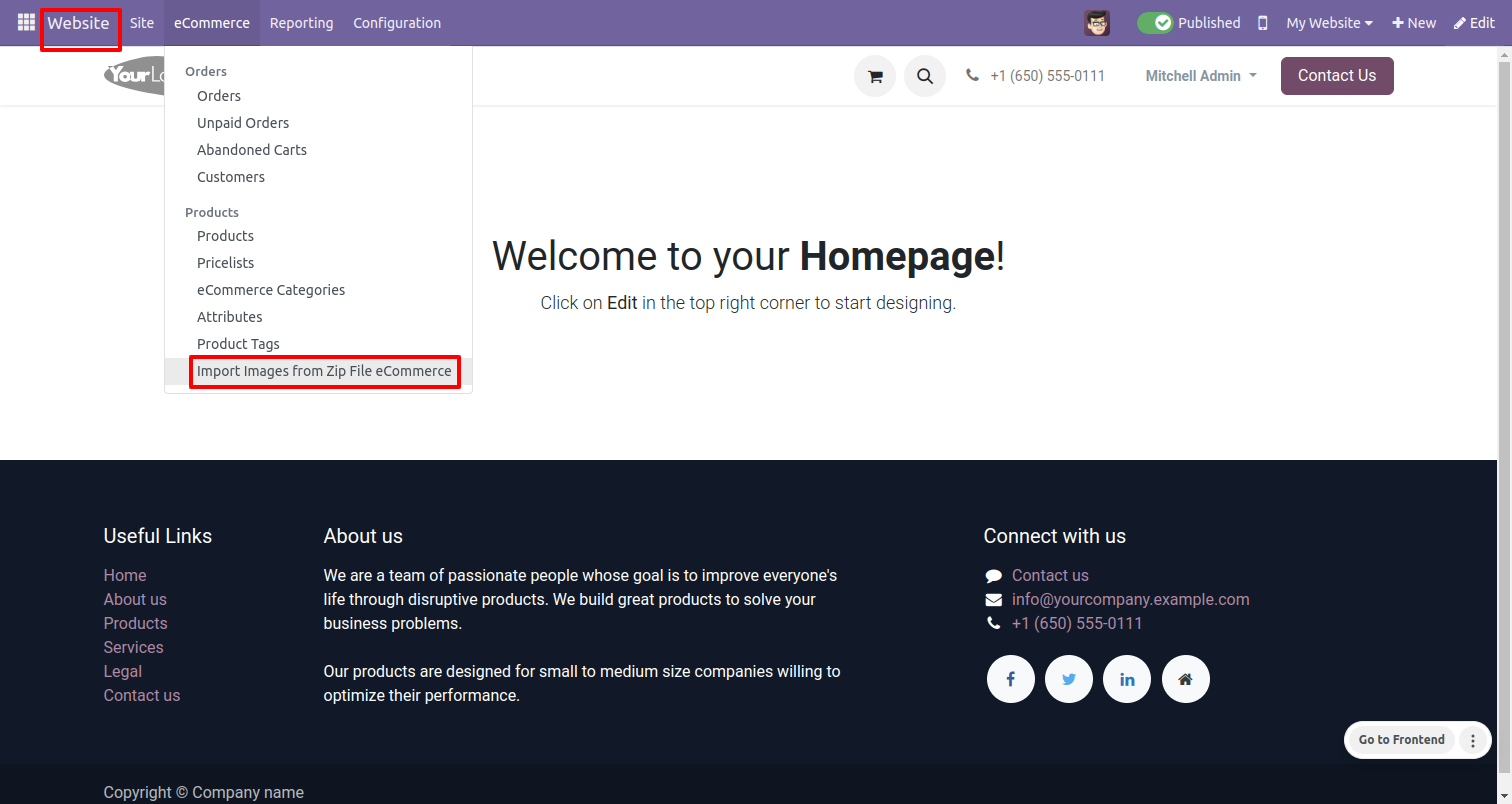 Website Site eCommerce Reporting Configuration Published My Website New Edit
Your
+1 (650) 555-0111 Mitchell Admin Contact Us
Orders
Orders
Unpaid Orders
Abandoned Carts
Customers
Products
Products
Pricelists
eCommerce Categories
Attributes
Product Tags
Import Images from Zip File eCommerce
Welcome to your Homepage!
Click on Edit in the top right corner to start designing.
Useful Links
Home
About us
Products
Services
Legal
Contact us
About us
We are a team of passionate people whose goal is to improve everyone's
life through disruptive products. We build great products to solve your
business problems.
Our products are designed for small to medium size companies willing to
optimize their performance.
Connect with us
Contact us
info@yourcompany.example.com
+1 (650) 555-0111
f
in
Go to Frontend
Copyright © Company name